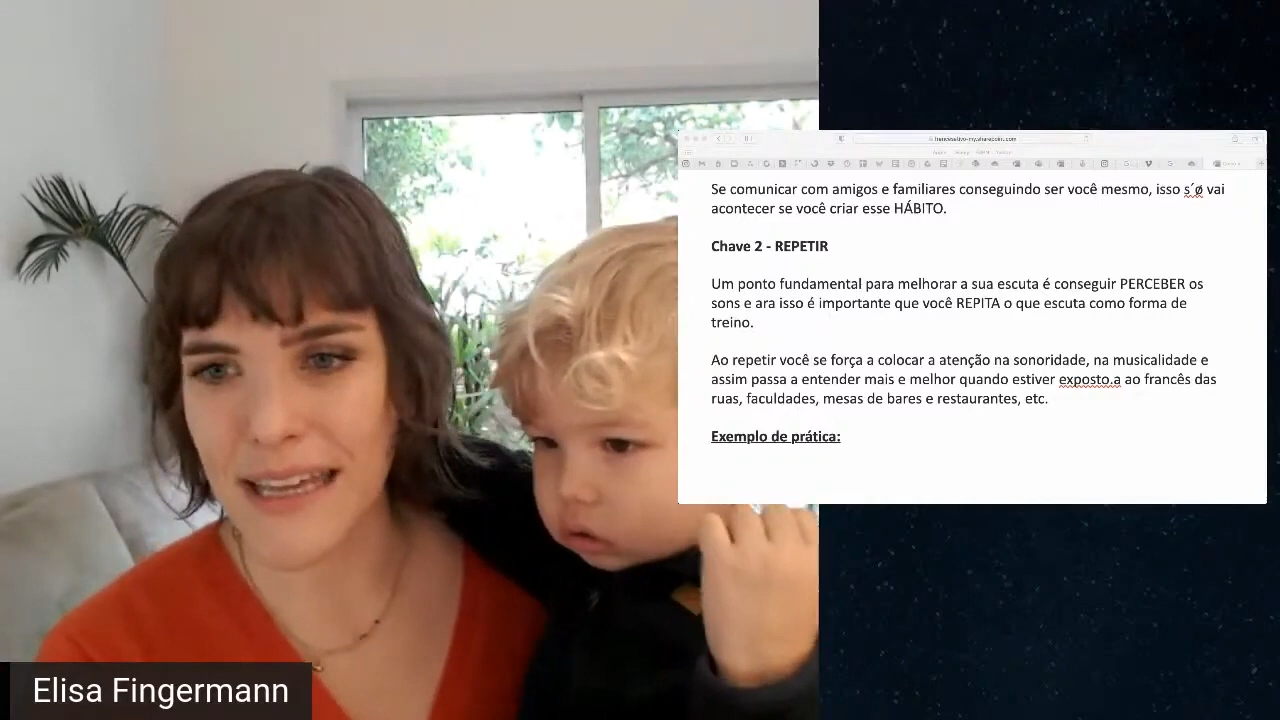 francesativo-my.sharepoint.com
Se comunicar com amigos e familiares conseguindo ser você mesmo, isso s´ø vai
acontecer se você criar esse HÁBITO.
Chave 2 - REPETIR
Um ponto fundamental para melhorar a sua escuta é conseguir PERCEBER os
sons e ara isso é importante que você REPITA o que escuta como forma de
treino.
Ao repetir você se força a colocar a atenção na sonoridade, na musicalidade e
assim passa a entender mais e melhor quando estiver exposto.a ao francês das
ruas, faculdades, mesas de bares e restaurantes, etc.
Exemplo de prática:
Elisa Fingermann